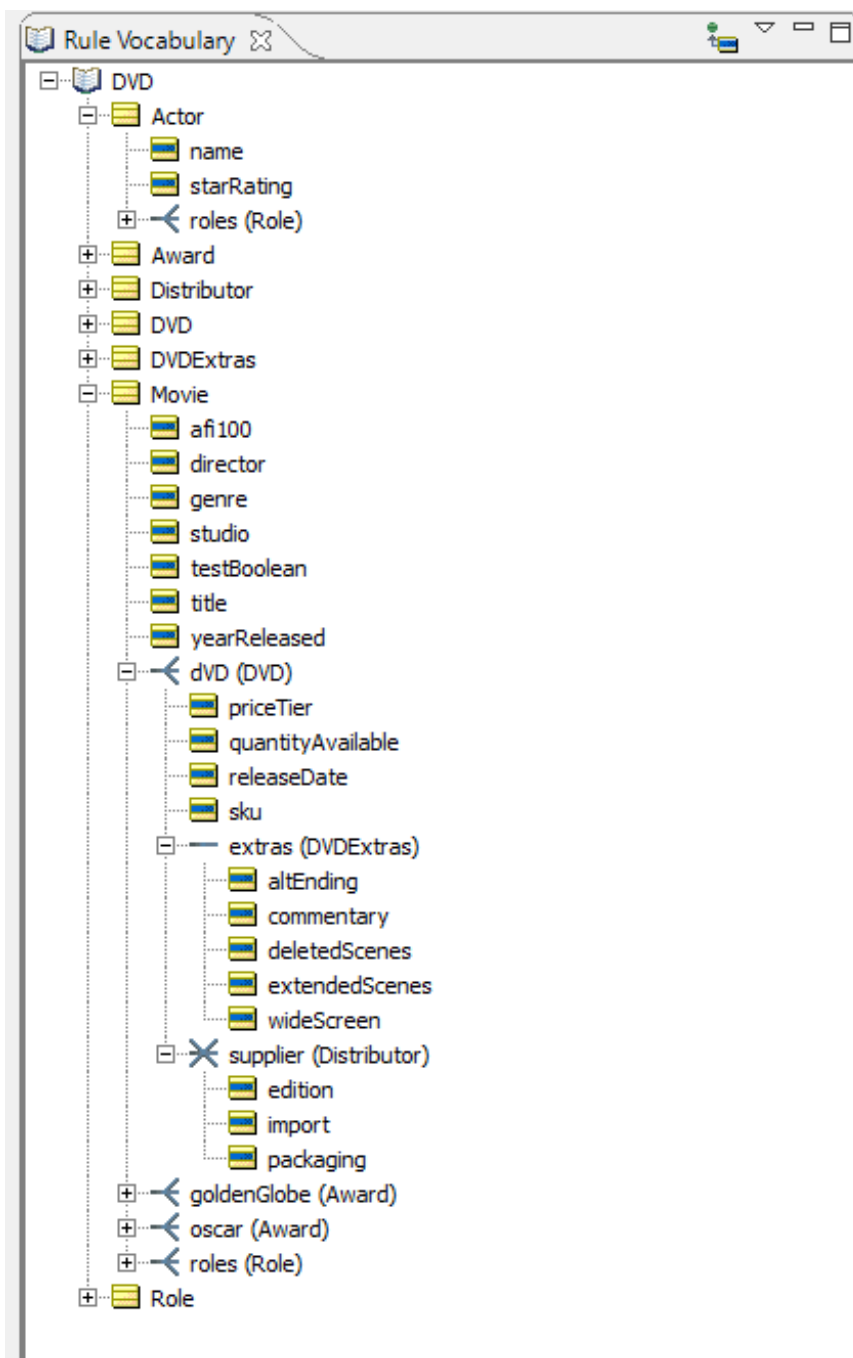 Rule Vocabulary
DVD
Actor
name
starRating
roles (Role)
Award
Distributor
DVD
DVDExtras
Movie
afi100
director
genre
studio
testBoolean
title
yearReleased
dVD (DVD)
priceTier
quantityAvailable
releaseDate
sku
extras (DVDExtras)
altEnding
commentary
deletedScenes
extendedScenes
wideScreen
supplier (Distributor)
edition
import
packaging
goldenGlobe (Award)
oscar (Award)
roles (Role)
Role